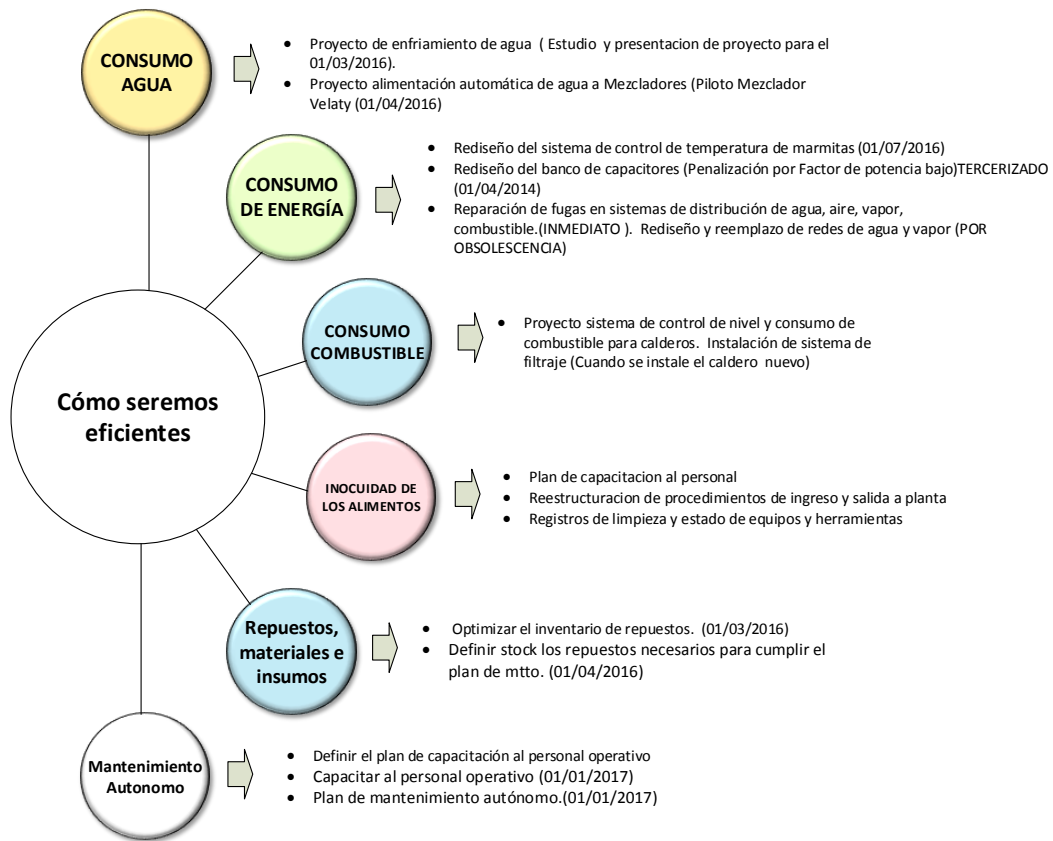 CONSUMO
AGUA
• Proyecto de enfriamiento de agua ( Estudio y presentacion de proyecto para el
01/03/2016).
• Proyecto alimentación automática de agua a Mezcladores (Piloto Mezclador
Velaty (01/04/2016)
CONSUMO
DE ENERGÍA
• Rediseño del sistema de control de temperatura de marmitas (01/07/2016)
• Rediseño del banco de capacitores (Penalización por Factor de potencia bajo)TERCERIZADO
(01/04/2014)
• Reparación de fugas en sistemas de distribución de agua, aire, vapor,
combustible.(INMEDIATO ). Rediseño y reemplazo de redes de agua y vapor (POR
OBSOLESCENCIA)
CONSUMO
COMBUSTIBLE
• Proyecto sistema de control de nivel y consumo de
combustible para calderos. Instalación de sistema de
filtraje (Cuando se instale el caldero nuevo)
Cómo seremos
eficientes
INOCUIDAD DE
LOS ALIMENTOS
• Plan de capacitacion al personal
• Reestructuracion de procedimientos de ingreso y salida a planta
• Registros de limpieza y estado de equipos y herramientas
Repuestos,
materiales e
insumos
• Optimizar el inventario de repuestos. (01/03/2016)
• Definir stock los repuestos necesarios para cumplir el
plan de mtto. (01/04/2016)
Mantenimiento
Autonomo
• Definir el plan de capacitación al personal operativo
• Capacitar al personal operativo (01/01/2017)
• Plan de mantenimiento autónomo.(01/01/2017)